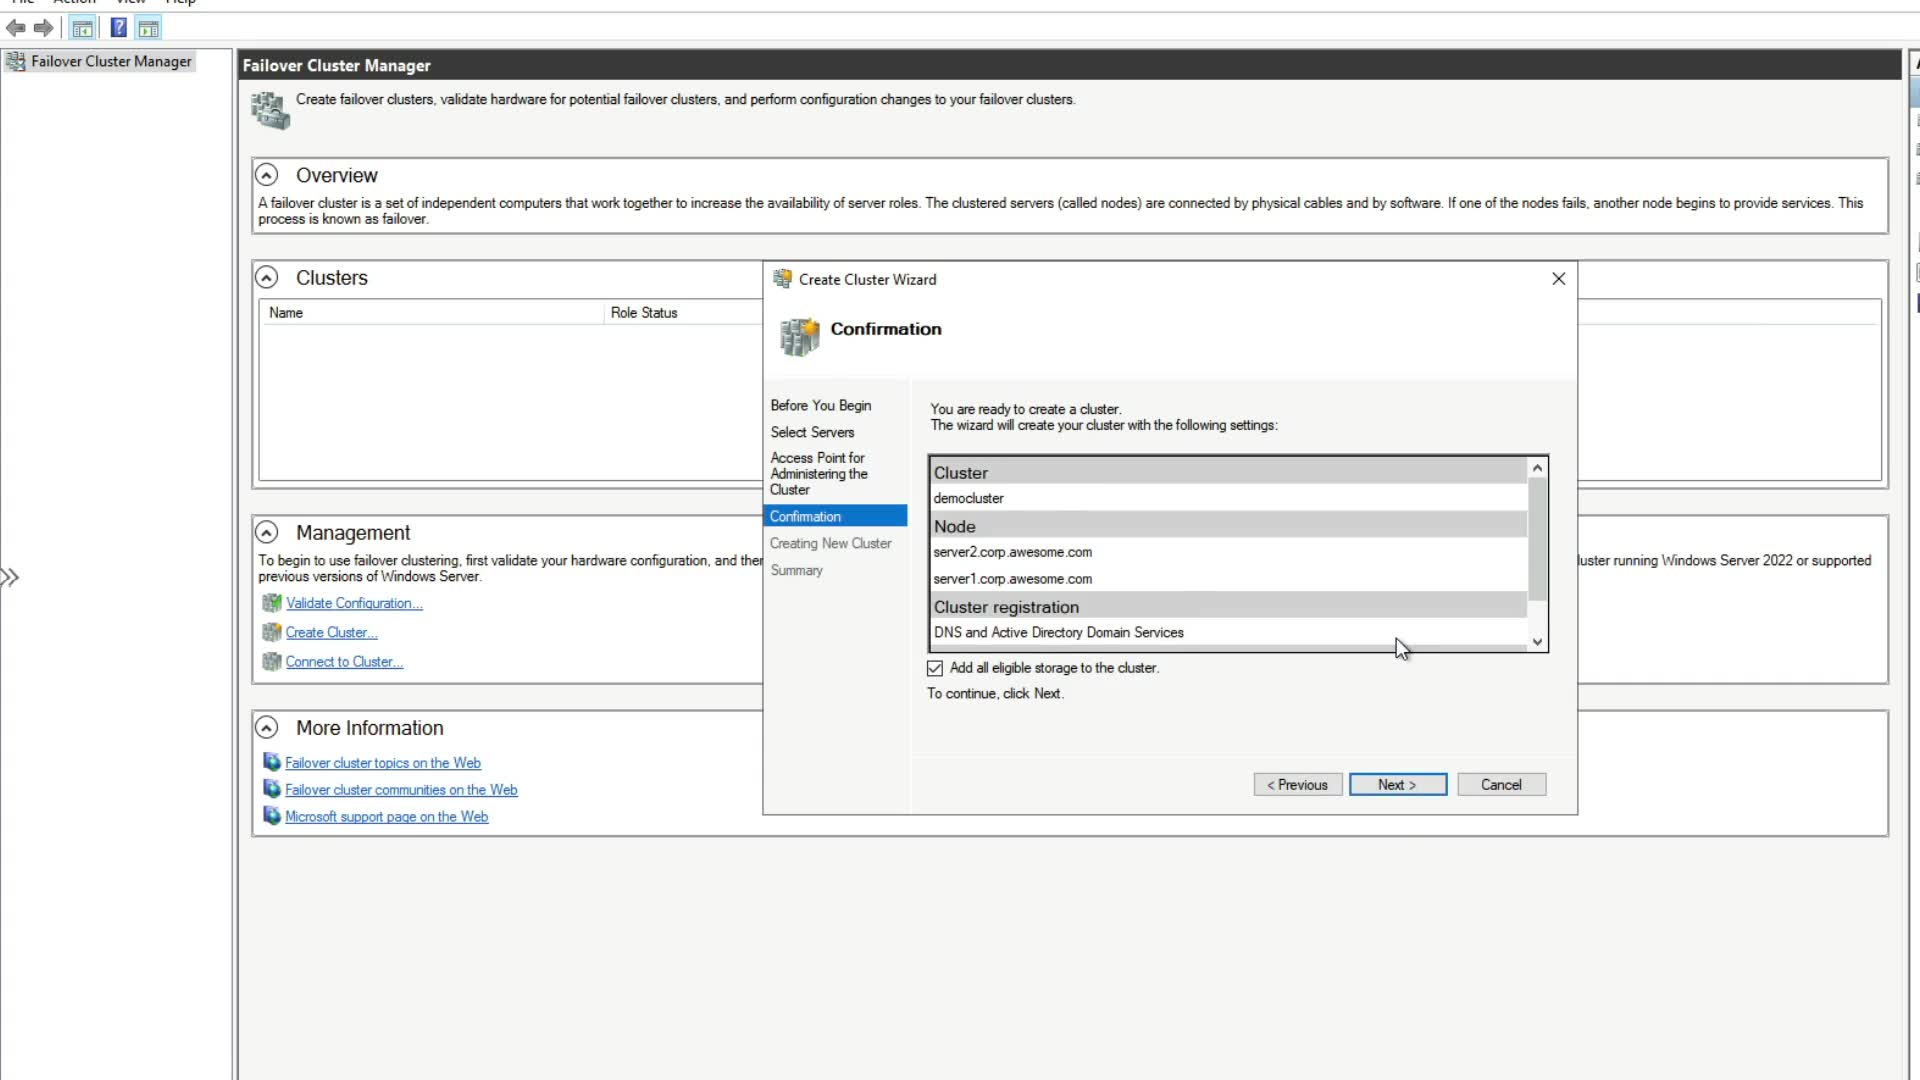 Action
View
Help
Failover Cluster Manager
Failover Cluster Manager
Create failover clusters, validate hardware for potential failover clusters, and perform configuration changes to your failover clusters.
Overview
A failover cluster is a set of independent computers that work together to increase the availability of server roles. The clustered servers (called nodes) are connected by physical cables and by software. If one of the nodes fails, another node begins to provide services. This
process is known as failover.
Clusters
Name
Role Status
Management
To begin to use failover clustering, first validate your hardware configuration, and then
luster running Windows Server 2022 or supported
previous versions of Windows Server.
Validate Configuration...
Create Cluster...
Connect to Cluster...
More Information
Failover cluster topics on the Web
Failover cluster communities on the Web
Microsoft support page on the Web
Create Cluster Wizard
Confirmation
Before You Begin
Select Servers
Access Point for
Administering the
Cluster
Confirmation
Creating New Cluster
Summary
You are ready to create a cluster.
The wizard will create your cluster with the following settings:
Cluster
democluster
Node
server2.corp.awesome.com
server1.corp.awesome.com
Cluster registration
DNS and Active Directory Domain Services
Add all eligible storage to the cluster.
To continue, click Next.
< Previous
Next >
Cancel